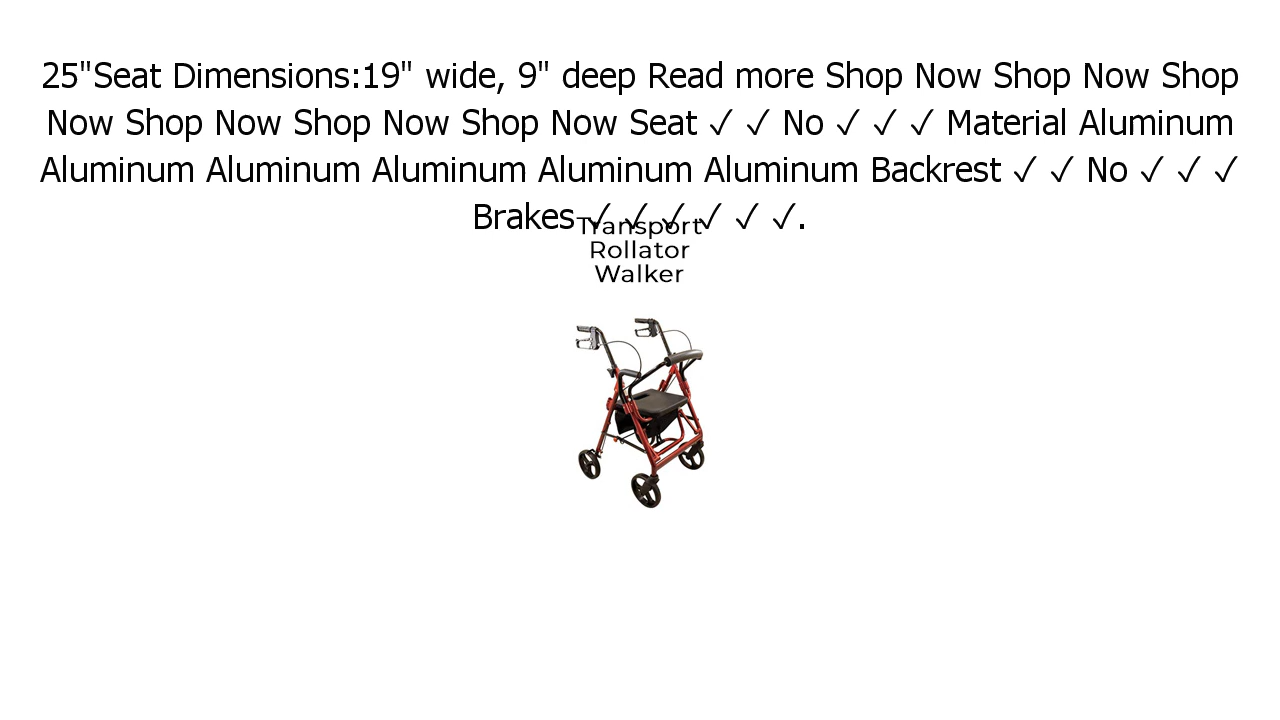 25"Seat Dimensions:19" wide, 9" deep Read more Shop Now Shop Now Shop
Now Shop Now Shop Now Shop Now Seat ✓ ✓ No ✓ ✓ ✓ Material Aluminum
Aluminum Aluminum Aluminum Aluminum Aluminum Backrest ✓ ✓ No ✓ ✓ ✓
Brakes ✓ ✓ ✓ ✓ ✓ ✓.
Transport
Rollator
Walker